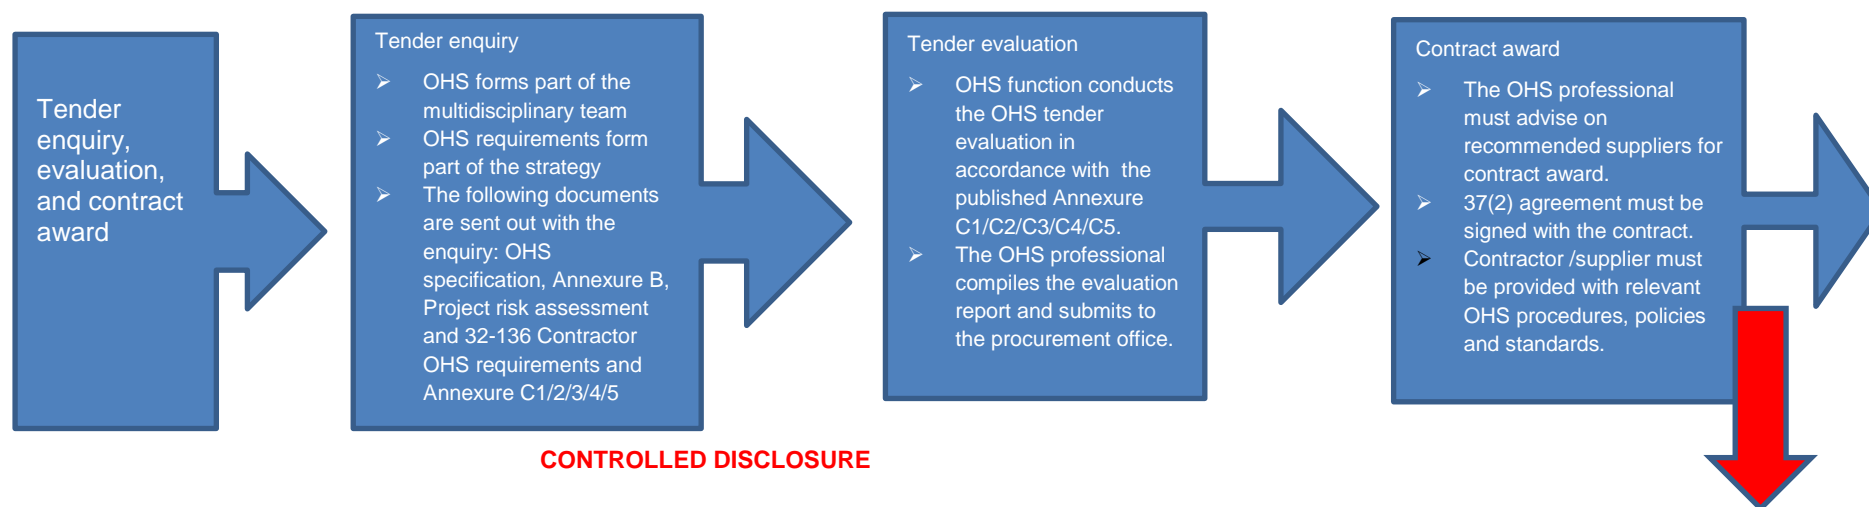 Tender
enquiry,
evaluation,
and contract
award
Tender enquiry
➢ OHS forms part of the
multidisciplinary team
➢ OHS requirements form
part of the strategy
➢ The following documents
are sent out with the
enquiry: OHS
specification, Annexure B,
Project risk assessment
and 32-136 Contractor
OHS requirements and
Annexure C1/2/3/4/5
Tender evaluation
➢ OHS function conducts
the OHS tender
evaluation in
accordance with the
published Annexure
C1/C2/C3/C4/C5.
➢ The OHS professional
compiles the evaluation
report and submits to
the procurement office.
Contract award
➢ The OHS professional
must advise on
recommended suppliers for
contract award.
➢ 37(2) agreement must be
signed with the contract.
➢ Contractor /supplier must
be provided with relevant
OHS procedures, policies
and standards.
CONTROLLED DISCLOSURE